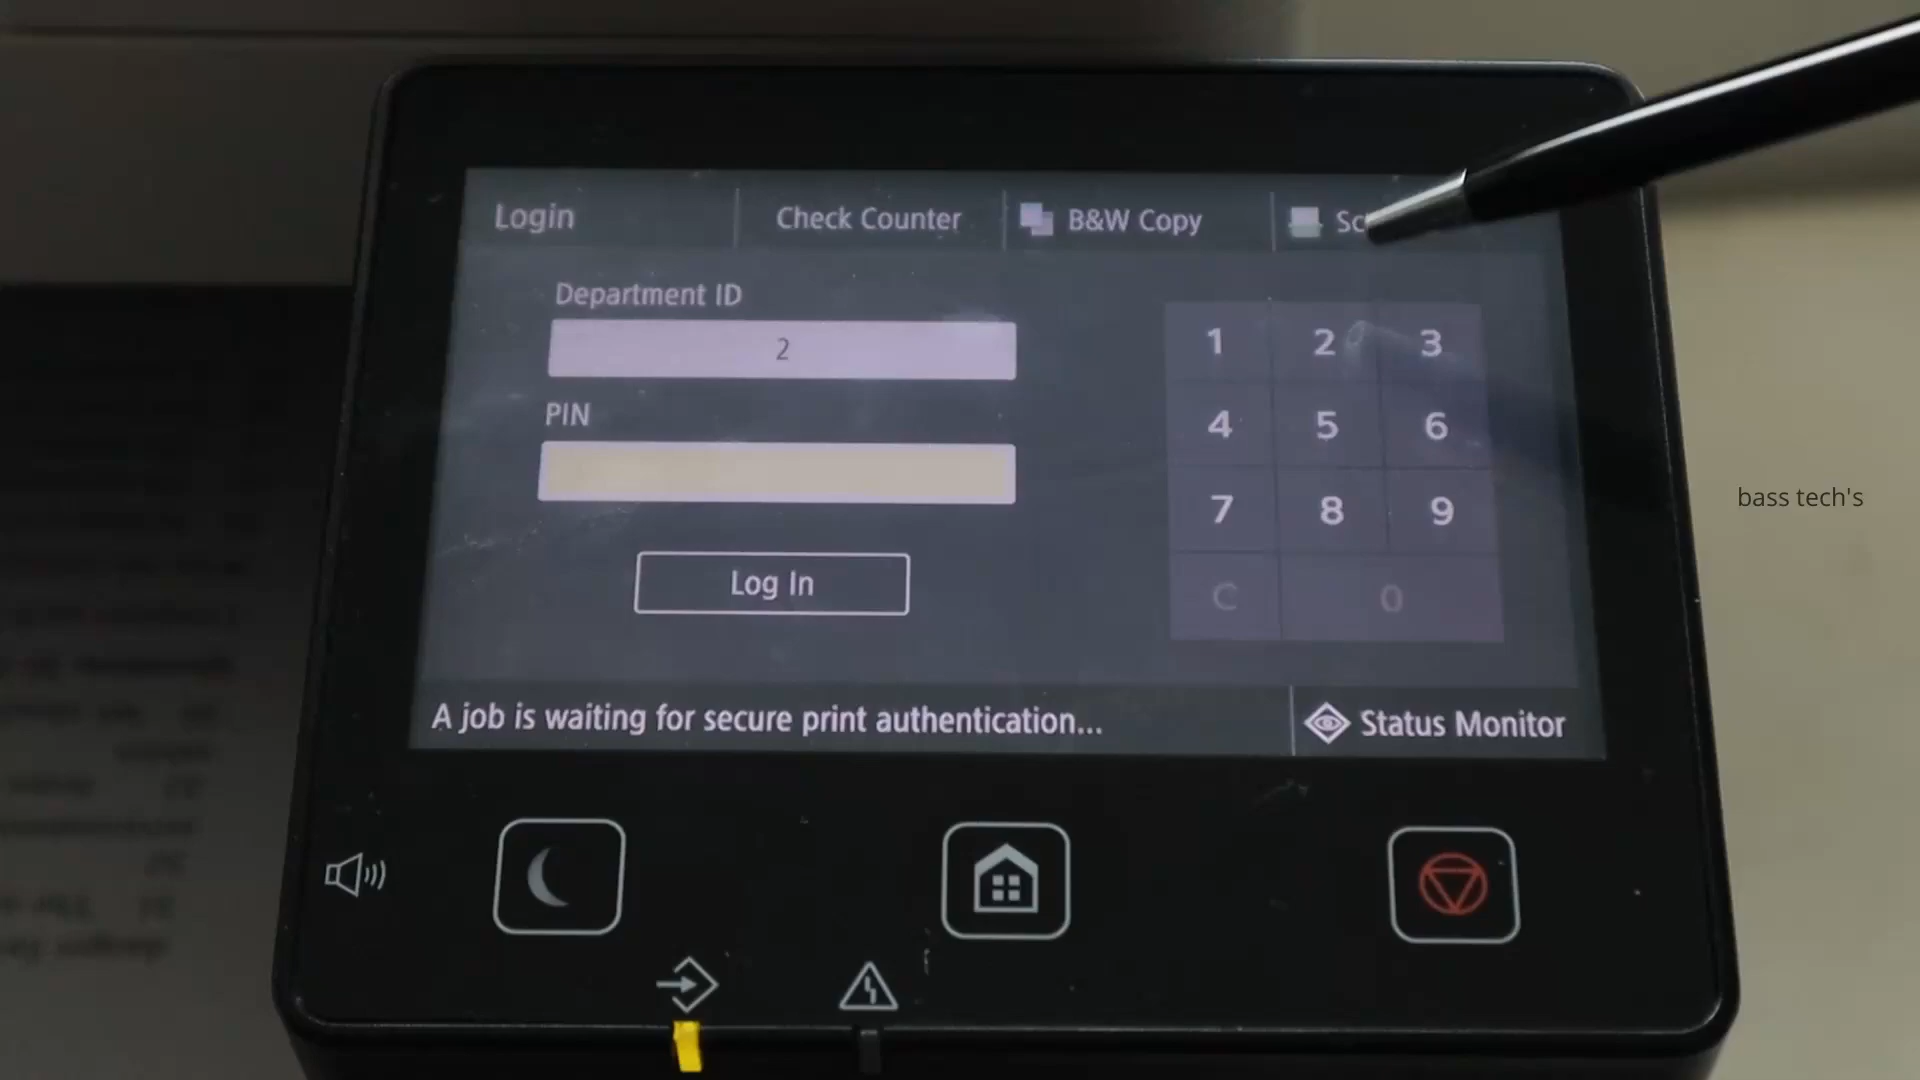 Login
Check Counter
B&W Copy
Department ID
2
PIN
Log In
1 2 3
4 5 6
7 8 9
C 0
A job is waiting for secure print authentication...
Status Monitor
bass tech's